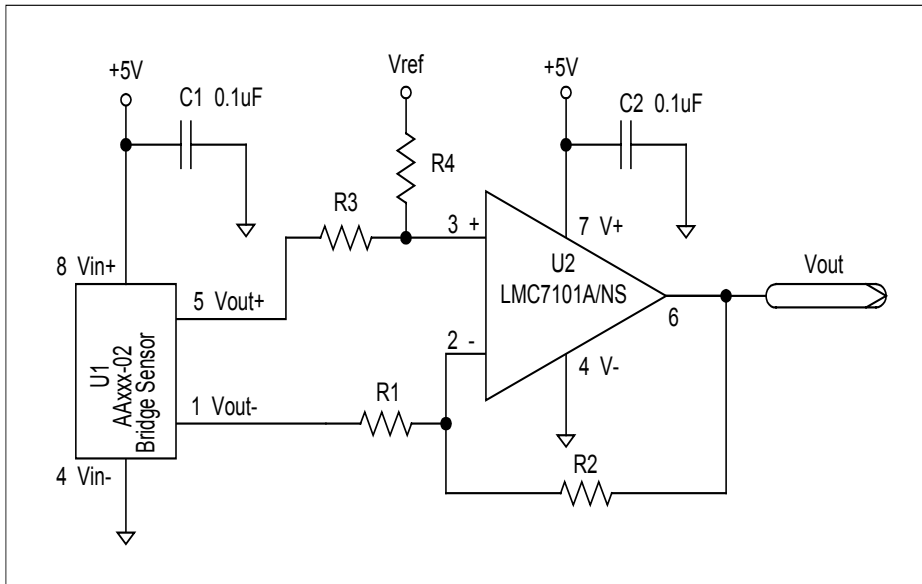 +5V
C1 0.1uF
Vref
+5V
C2 0.1uF
R4
R3
3 +
7 V+
U2
LMC7101A/NS
Vout
8 Vin+
5 Vout+
6
U1
AAxxx-02
Bridge Sensor
2 -
4 V-
1 Vout-
R1
R2
4 Vin-